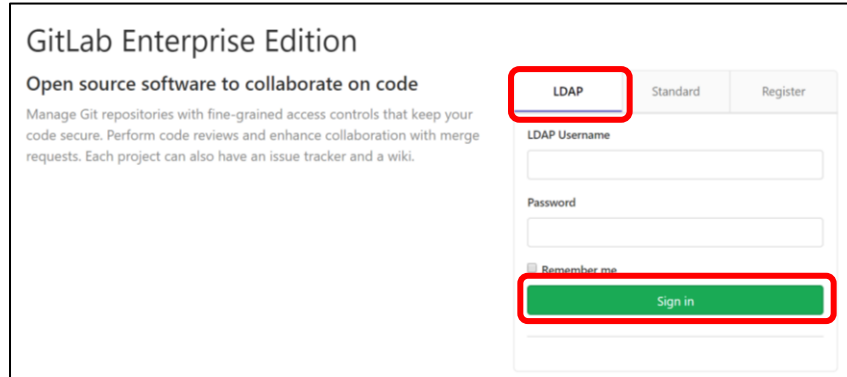 GitLab Enterprise Edition
Open source software to collaborate on code
Manage Git repositories with fine-grained access controls that keep your
code secure. Perform code reviews and enhance collaboration with merge
requests. Each project can also have an issue tracker and a wiki.
LDAP Standard Register
LDAP Username
Password
Remember me
Sign in